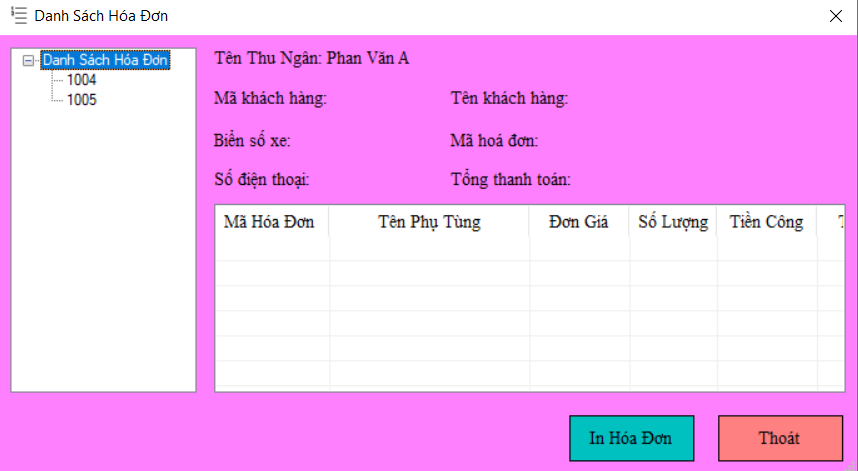 Danh Sách Hóa Đơn
Danh Sách Hóa Đơn
1004
1005
Tên Thu Ngân: Phan Văn A
Mã khách hàng: Tên khách hàng:
Biển số xe: Mã hoá đơn:
Số điện thoại: Tổng thanh toán:
Mã Hóa Đơn Tên Phụ Tùng Đơn Giá Số Lượng Tiền Công
In Hóa Đơn Thoát